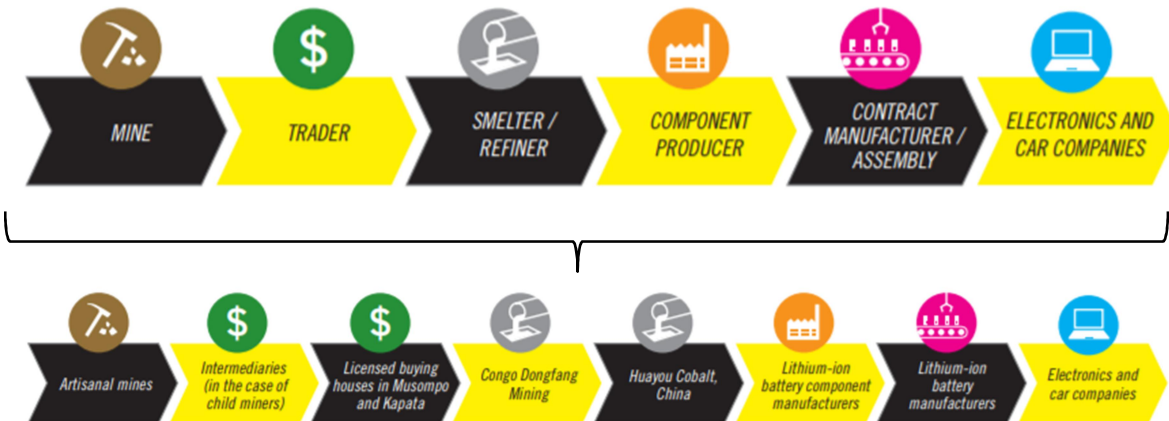 MINE
TRADER
SMELTER /
REFINER
COMPONENT
PRODUCER
CONTRACT
MANUFACTURER /
ASSEMBLY
ELECTRONICS AND
CAR COMPANIES
Artisanal mines
Intermediaries
(in the case of
child miners)
Licensed buying
houses in Musompo
and Kapata
Congo Dongfang
Mining
Huayou Cobalt,
China
Lithium-ion
battery component
manufacturers
Lithium-ion
battery
manufacturers
Electronics and
car companies